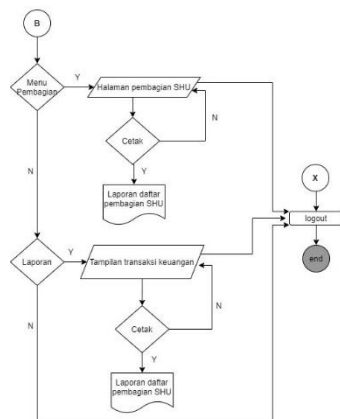 B
Menu
Pembagian
Y
Halaman pembagian SHU
N
Cetak
Y
N
Laporan daftar
pembagian SHU
X
logout
end
Laporan
Y
Tampilan transaksi keuangan
N
Cetak
N
Y
Laporan daftar
pembagian SHU